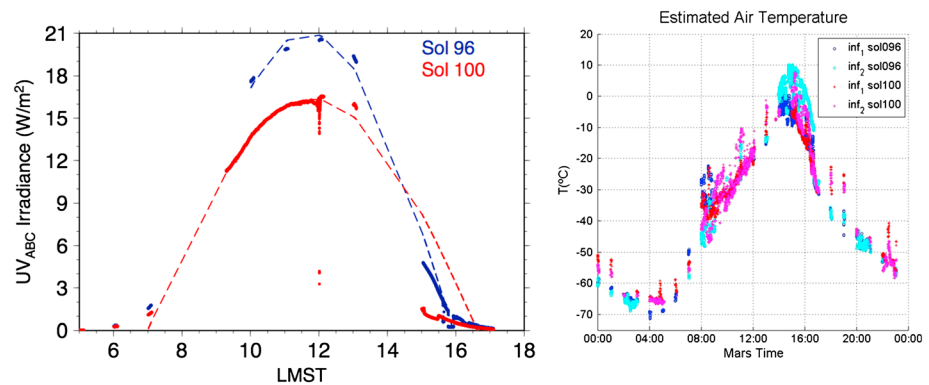 21
18
15
12
9
6
3
0
UV_ABC Irradiance (W/m²)
Sol 96
Sol 100
5 6 8 10 12 14 16 18
LMST
Estimated Air Temperature
20
10
0
-10
-20
-30
-40
-50
-60
-70
T(ºC)
inf₁ sol096
inf₂ sol096
inf₁ sol100
inf₂ sol100
00:00 04:00 08:00 12:00 16:00 20:00 00:00
Mars Time